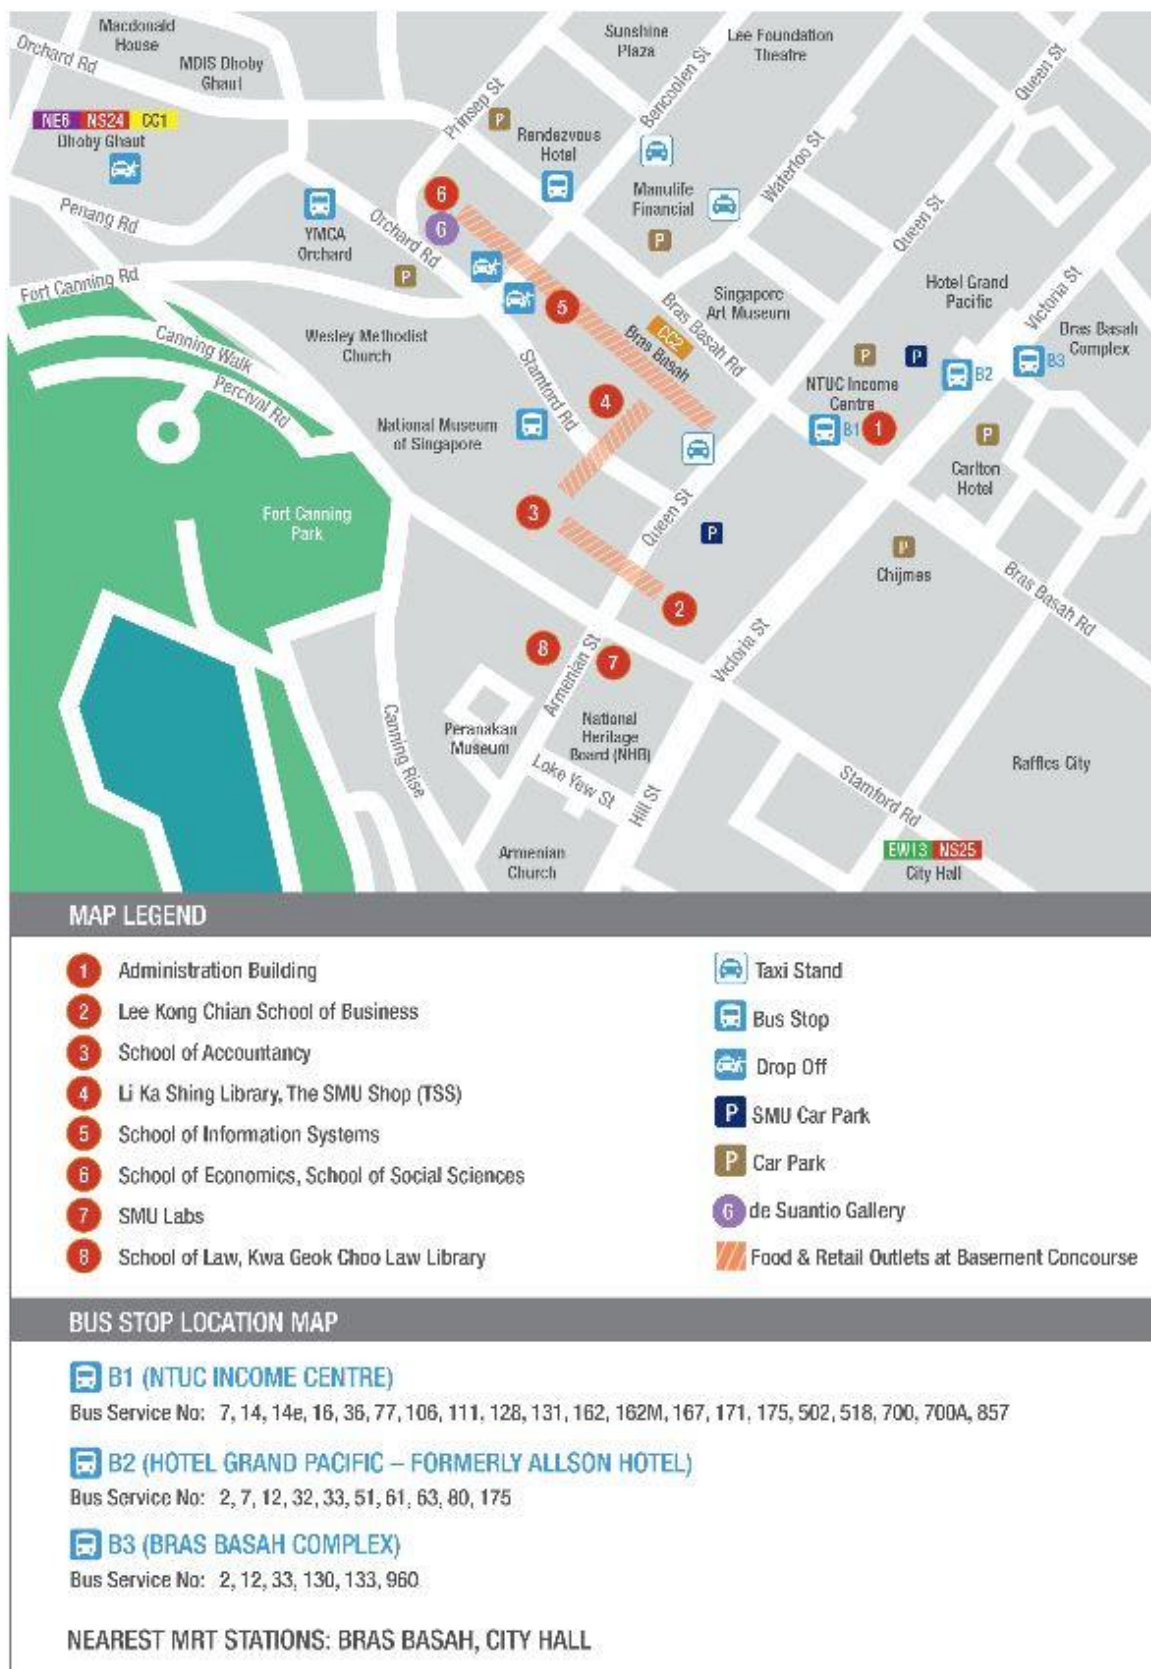 Macdonald
House
Orchard Rd
MDIS Dhoby
Ghaut
Sunshine
Plaza
Lee Foundation
Theatre
Bencoolen St
Queen St
Prinsep St
P
Rendezvous
Hotel
NE6 NS24 CC1
Dhoby Ghaut
Waterloo St
Manulife
Financial
P
Queen St
Penang Rd
YMCA
Orchard
Orchard Rd
6
6
P
Fort Canning Rd
5
Bras Basah Rd
CC2
Bras Basah
Singapore
Art Museum
Hotel Grand
Pacific
Victoria St
Bras Basah
Complex
Canning Walk
Percival Rd
Wesley Methodist
Church
Stamford Rd
P
P
B3
B2
NTUC Income
Centre
B1
1
4
National Museum
of Singapore
P
Carlton
Hotel
Fort Canning
Park
3
Queen St
P
P
Chijmes
Bras Basah Rd
2
8
7
Armenian St
Victoria St
Canning Rise
Peranakan
Museum
National
Heritage
Board (NHB)
Loke Yew St
Hill St
Raffles City
Stamford Rd
EW13 NS25
City Hall
Armenian
Church
MAP LEGEND
1 Administration Building
2 Lee Kong Chian School of Business
3 School of Accountancy
4 Li Ka Shing Library, The SMU Shop (TSS)
5 School of Information Systems
6 School of Economics, School of Social Sciences
7 SMU Labs
8 School of Law, Kwa Geok Choo Law Library
Taxi Stand
Bus Stop
Drop Off
P SMU Car Park
P Car Park
6 de Suantio Gallery
Food & Retail Outlets at Basement Concourse
BUS STOP LOCATION MAP
B1 (NTUC INCOME CENTRE)
Bus Service No: 7, 14, 14e, 16, 36, 77, 106, 111, 128, 131, 162, 162M, 167, 171, 175, 502, 518, 700, 700A, 857
B2 (HOTEL GRAND PACIFIC – FORMERLY ALLSON HOTEL)
Bus Service No: 2, 7, 12, 32, 33, 51, 61, 63, 80, 175
B3 (BRAS BASAH COMPLEX)
Bus Service No: 2, 12, 33, 130, 133, 960
NEAREST MRT STATIONS: BRAS BASAH, CITY HALL